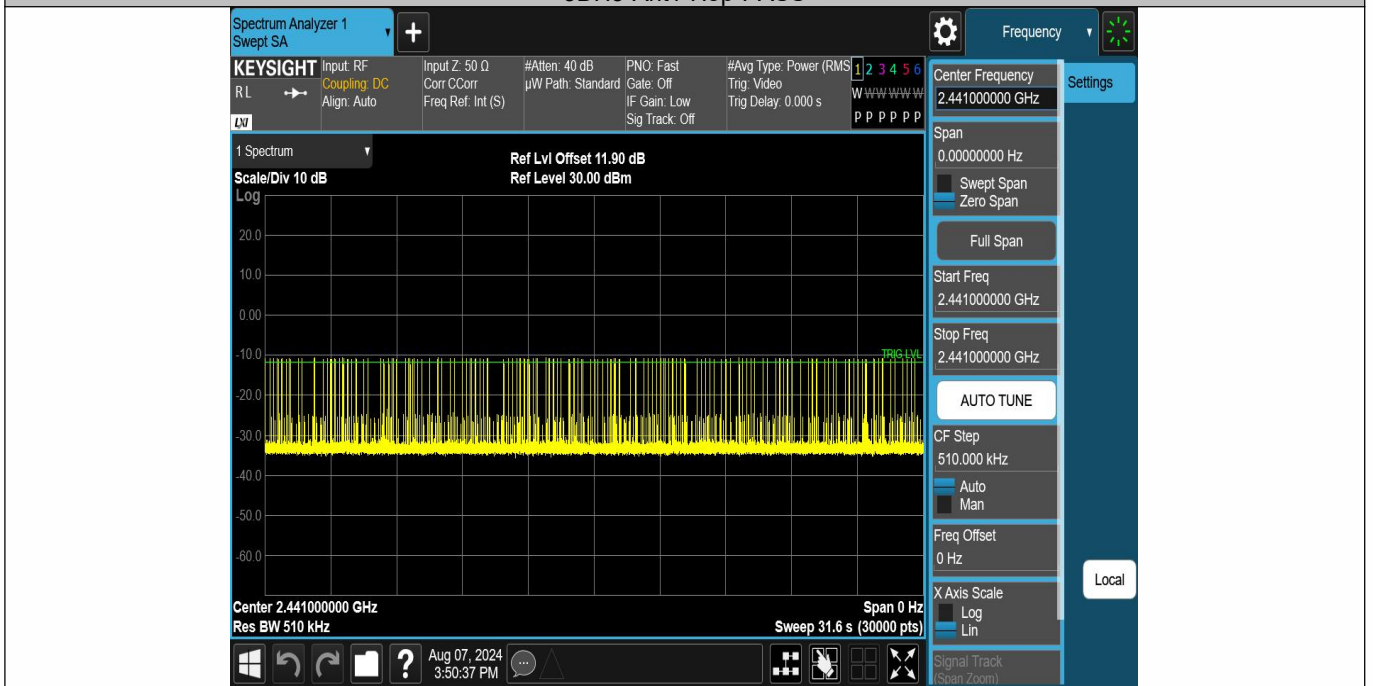 Spectrum Analyzer 1
Swept SA
Frequency
KEYSIGHT
RL
LXI
Input: RF
Coupling: DC
Align: Auto
Input Z: 50 Ω
Corr CCorr
Freq Ref: Int (S)
#Atten: 40 dB
µW Path: Standard
PNO: Fast
Gate: Off
IF Gain: Low
Sig Track: Off
#Avg Type: Power (RMS
Trig: Video
Trig Delay: 0.000 s
1 2 3 4 5 6
W W W W W W
P P P P P P
1 Spectrum
Scale/Div 10 dB
Ref Lvl Offset 11.90 dB
Ref Level 30.00 dBm
Log
20.0
10.0
0.00
-10.0
-20.0
-30.0
-40.0
-50.0
-60.0
TRIG LVL
Center 2.441000000 GHz
Res BW 510 kHz
Span 0 Hz
Sweep 31.6 s (30000 pts)
Aug 07, 2024
3:50:37 PM
Center Frequency
2.441000000 GHz
Settings
Span
0.00000000 Hz
Swept Span
Zero Span
Full Span
Start Freq
2.441000000 GHz
Stop Freq
2.441000000 GHz
AUTO TUNE
CF Step
510.000 kHz
Auto
Man
Freq Offset
0 Hz
X Axis Scale
Log
Lin
Local
Signal Track
(Span Zoom)